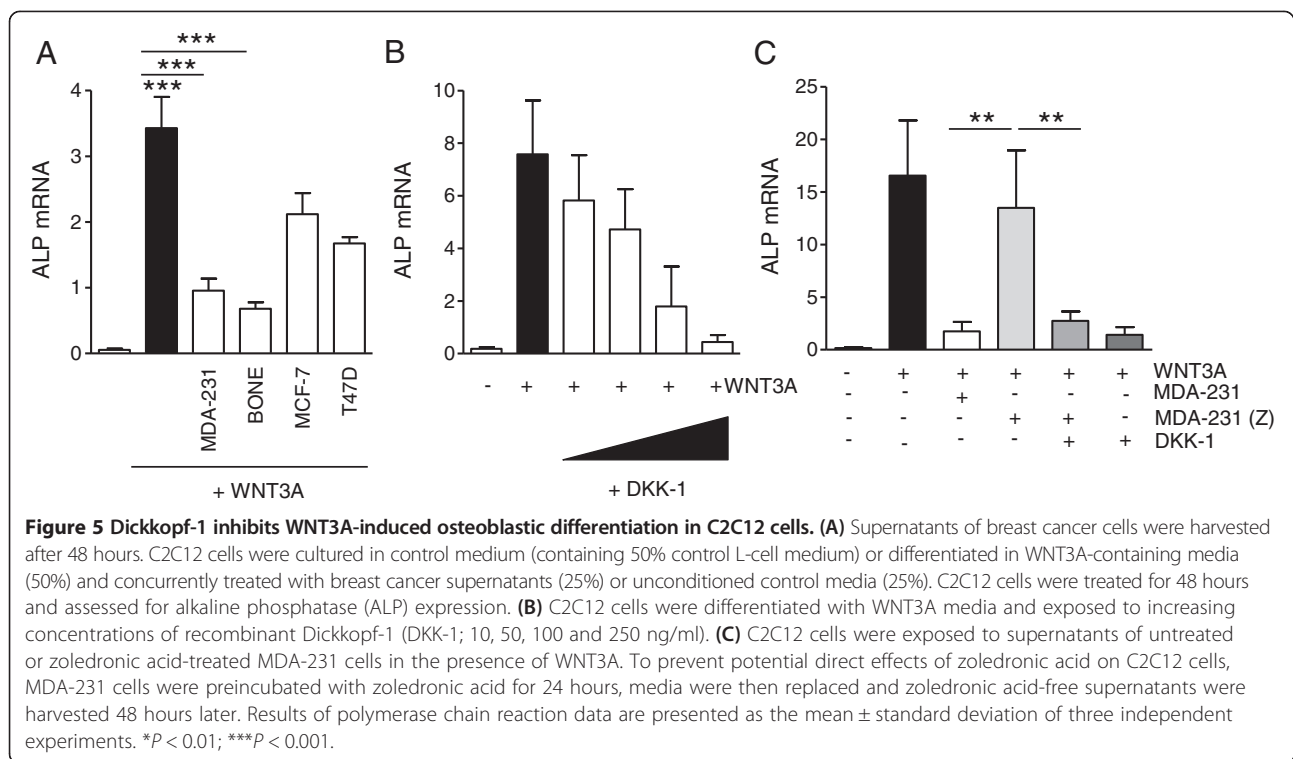 A
B
C
***
***
***
ALP mRNA
4
3
2
1
0
MDA-231
BONE
MCF-7
T47D
+ WNT3A
ALP mRNA
10
8
6
4
2
0
- + + + + +WNT3A
+ DKK-1
ALP mRNA
25
20
15
10
5
0
** **
- + + + + + WNT3A
- - + - - - MDA-231
- - - + + - MDA-231 (Z)
- - - - + + DKK-1
Figure 5 Dickkopf-1 inhibits WNT3A-induced osteoblastic differentiation in C2C12 cells. (A) Supernatants of breast cancer cells were harvested
after 48 hours. C2C12 cells were cultured in control medium (containing 50% control L-cell medium) or differentiated in WNT3A-containing media
(50%) and concurrently treated with breast cancer supernatants (25%) or unconditioned control media (25%). C2C12 cells were treated for 48 hours
and assessed for alkaline phosphatase (ALP) expression. (B) C2C12 cells were differentiated with WNT3A media and exposed to increasing
concentrations of recombinant Dickkopf-1 (DKK-1; 10, 50, 100 and 250 ng/ml). (C) C2C12 cells were exposed to supernatants of untreated
or zoledronic acid-treated MDA-231 cells in the presence of WNT3A. To prevent potential direct effects of zoledronic acid on C2C12 cells,
MDA-231 cells were preincubated with zoledronic acid for 24 hours, media were then replaced and zoledronic acid-free supernatants were
harvested 48 hours later. Results of polymerase chain reaction data are presented as the mean ± standard deviation of three independent
experiments. *P < 0.01; ***P < 0.001.